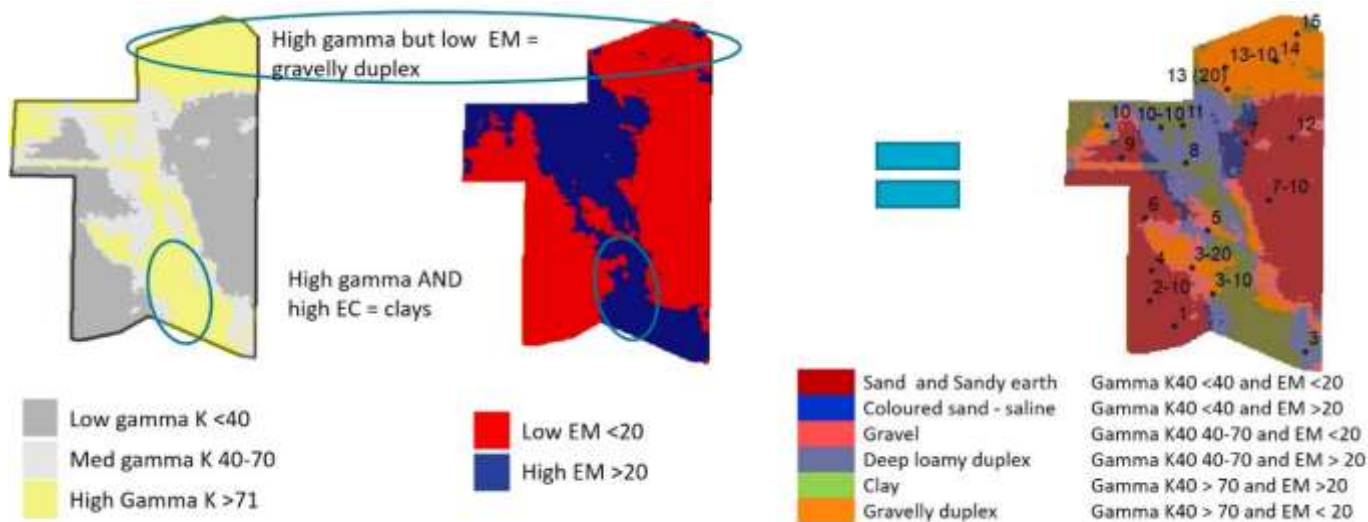 High gamma but low EM =
gravelly duplex
High gamma AND
high EC = clays
Low gamma K <40
Med gamma K 40-70
High Gamma K >71
Low EM <20
High EM >20
15
14
13-10
13 (20)
10
10-10
11
12
7
9
8
7-10
6
5
4
3-20
3-10
2-10
1
3
Sand and Sandy earth Gamma K40 <40 and EM <20
Coloured sand - saline Gamma K40 <40 and EM >20
Gravel Gamma K40 40-70 and EM <20
Deep loamy duplex Gamma K40 40-70 and EM > 20
Clay Gamma K40 > 70 and EM >20
Gravelly duplex Gamma K40 > 70 and EM < 20